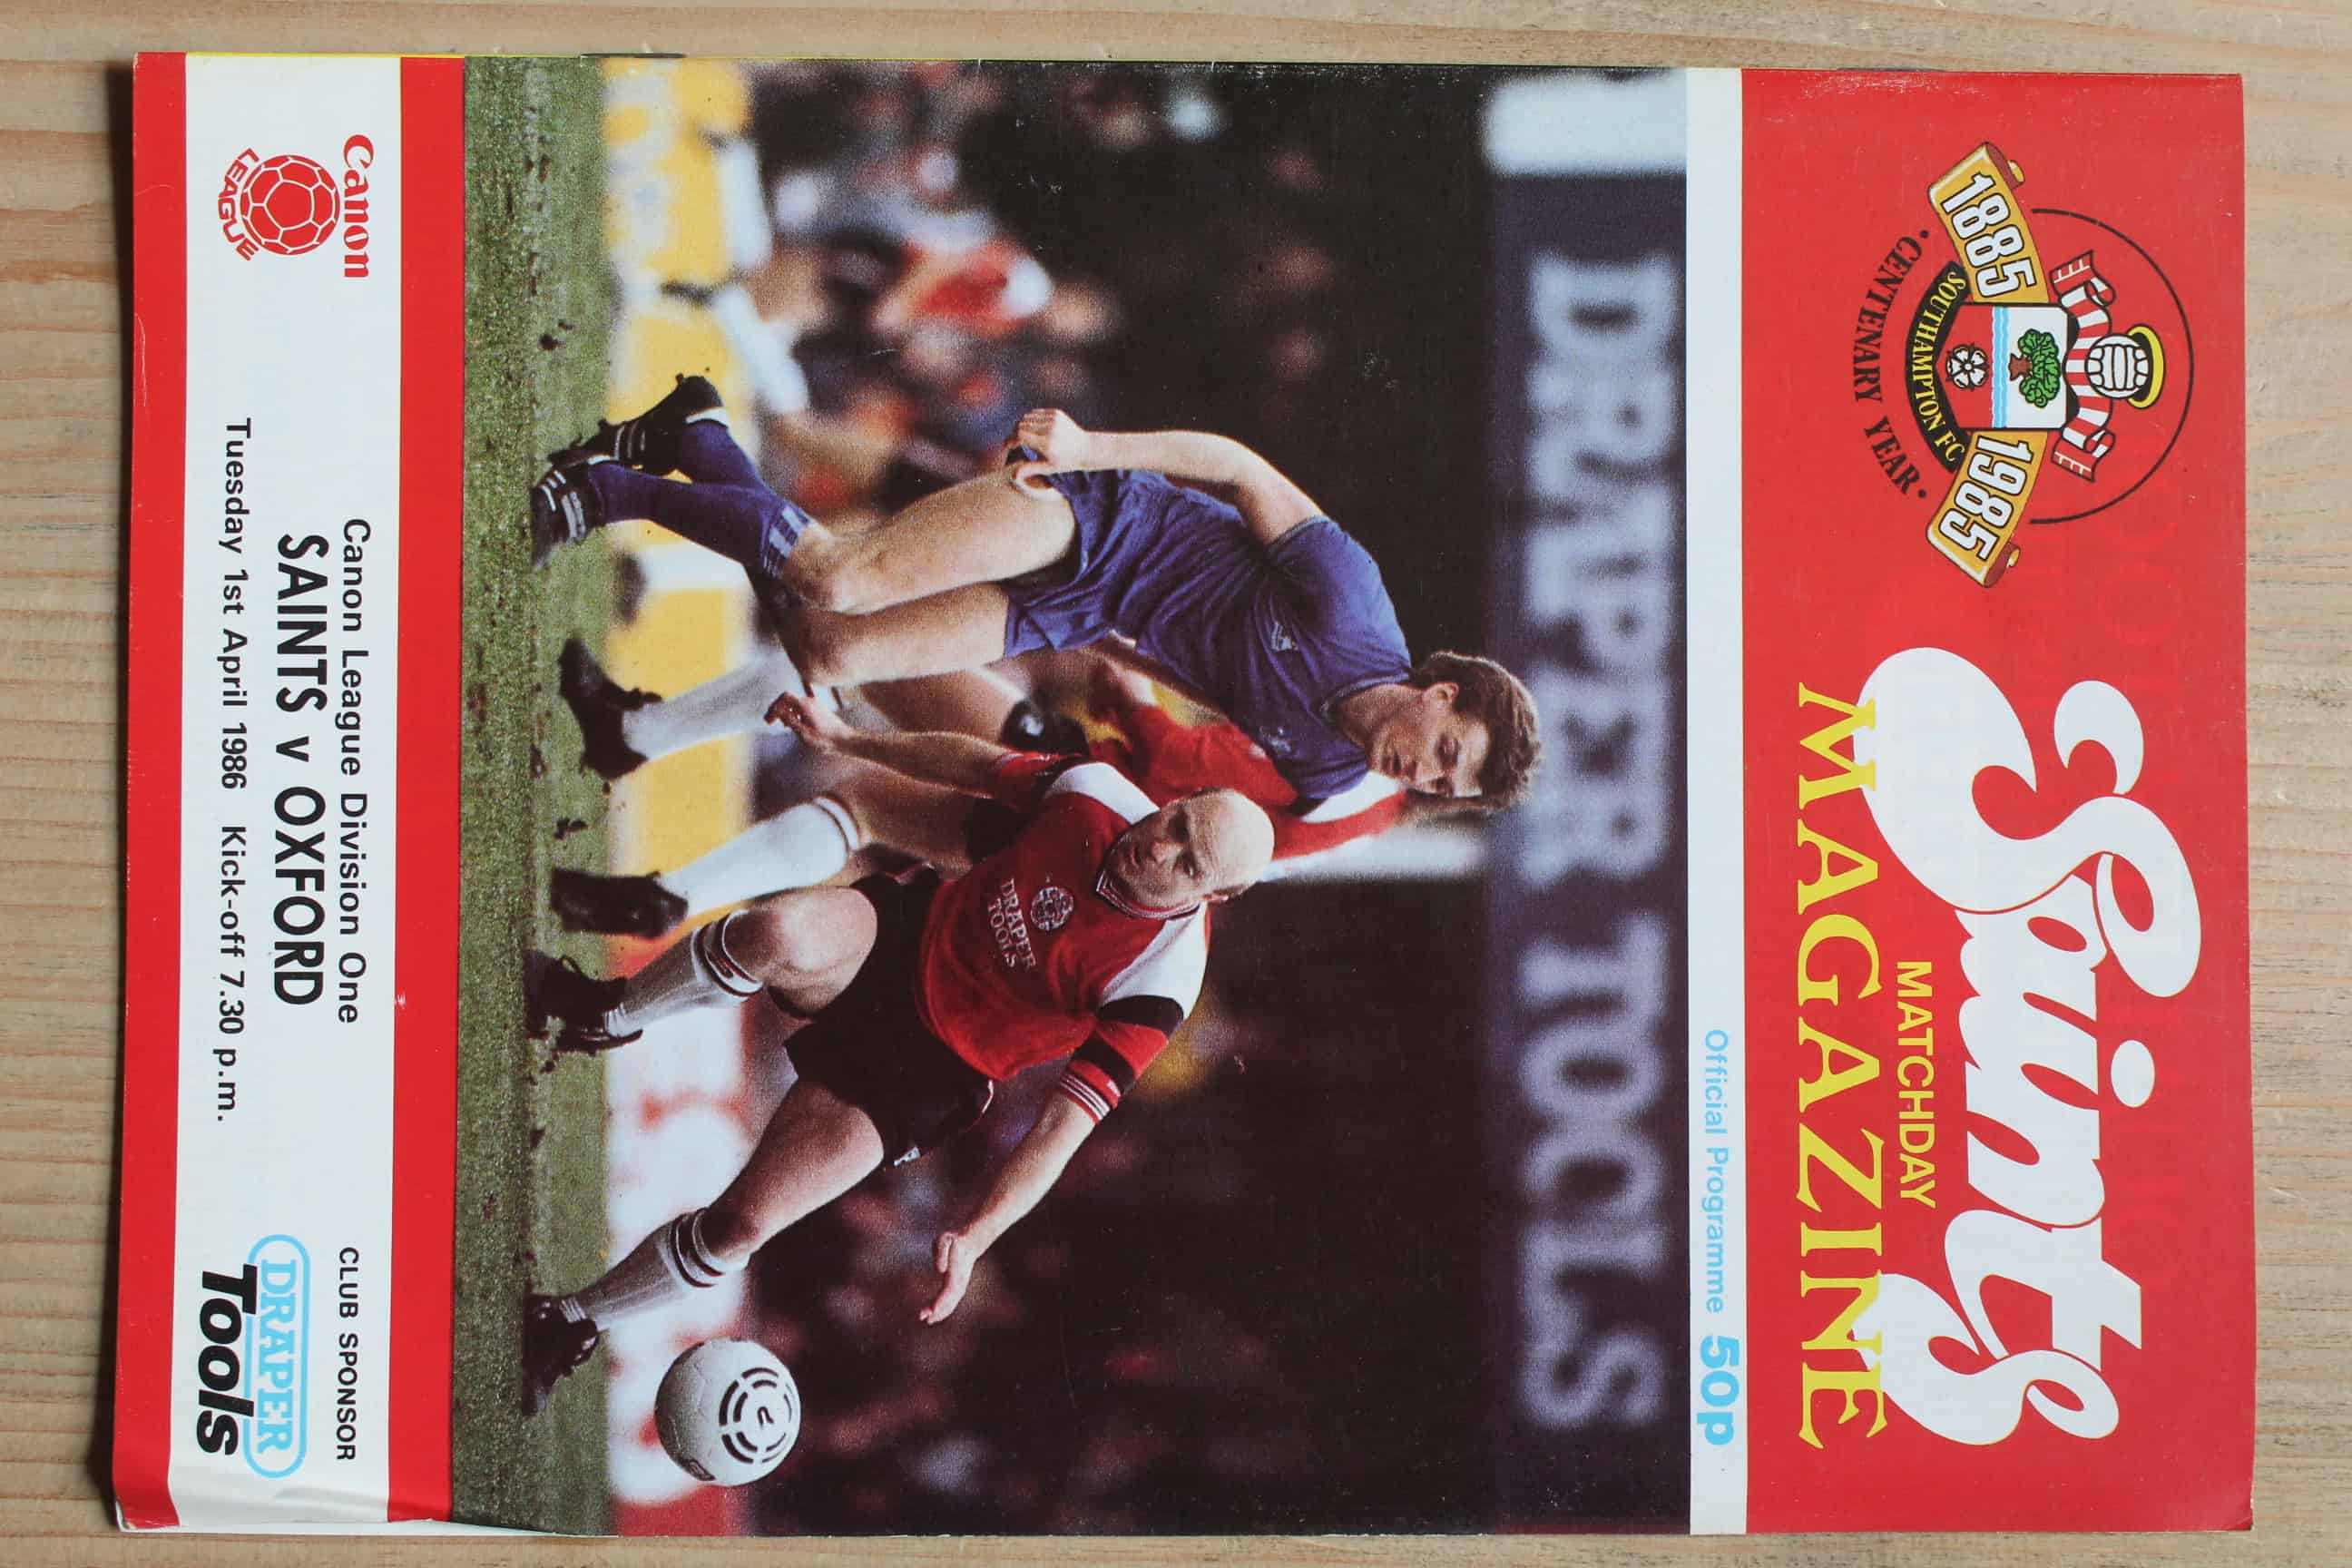 1885
1985
SOUTHAMPTON FC
• CENTENARY YEAR •
Saints
MATCHDAY
MAGAZINE
Official Programme 50p
DRAPER TOOLS
DRAPER
TOOLS
Canon
LEAGUE
Canon League Division One
SAINTS v OXFORD
Tuesday 1st April 1986 Kick-off 7.30 p.m.
CLUB SPONSOR
DRAPER
Tools